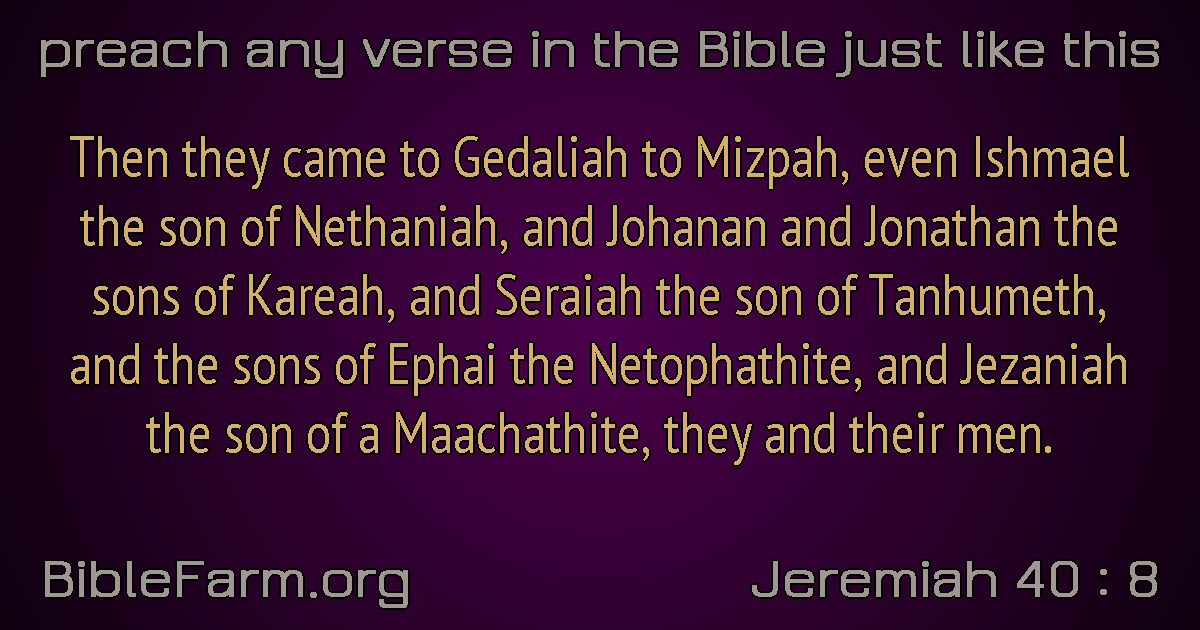 preach any verse in the Bible just like this
Then they came to Gedaliah to Mizpah, even Ishmael
the son of Nethaniah, and Johanan and Jonathan the
sons of Kareah, and Seraiah the son of Tanhumeth,
and the sons of Ephai the Netophathite, and Jezaniah
the son of a Maachathite, they and their men.
BibleFarm.org
Jeremiah 40 : 8